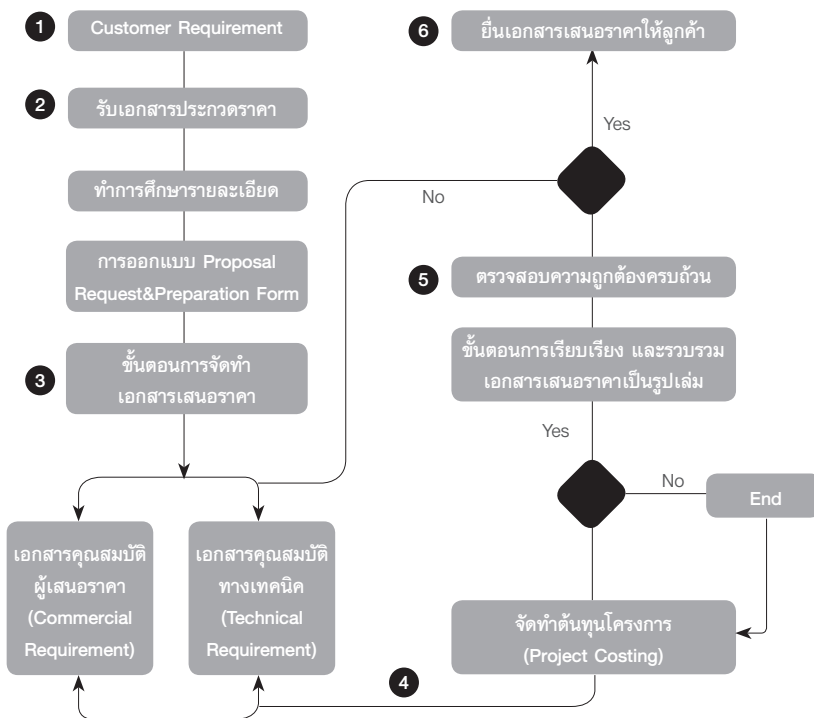 1
Customer Requirement
2
รับเอกสารประกวดราคา
ทำการศึกษารายละเอียด
การออกแบบ Proposal
Request&Preparation Form
3
ขั้นตอนการจัดทำ
เอกสารเสนอราคา
เอกสารคุณสมบัติ
ผู้เสนอราคา
(Commercial
Requirement)
เอกสารคุณสมบัติ
ทางเทคนิค
(Technical
Requirement)
4
จัดทำต้นทุนโครงการ
(Project Costing)
End
No
Yes
ขั้นตอนการเรียบเรียง และรวบรวม
เอกสารเสนอราคาเป็นรูปเล่ม
5
ตรวจสอบความถูกต้องครบถ้วน
No
Yes
6
ยื่นเอกสารเสนอราคาให้ลูกค้า